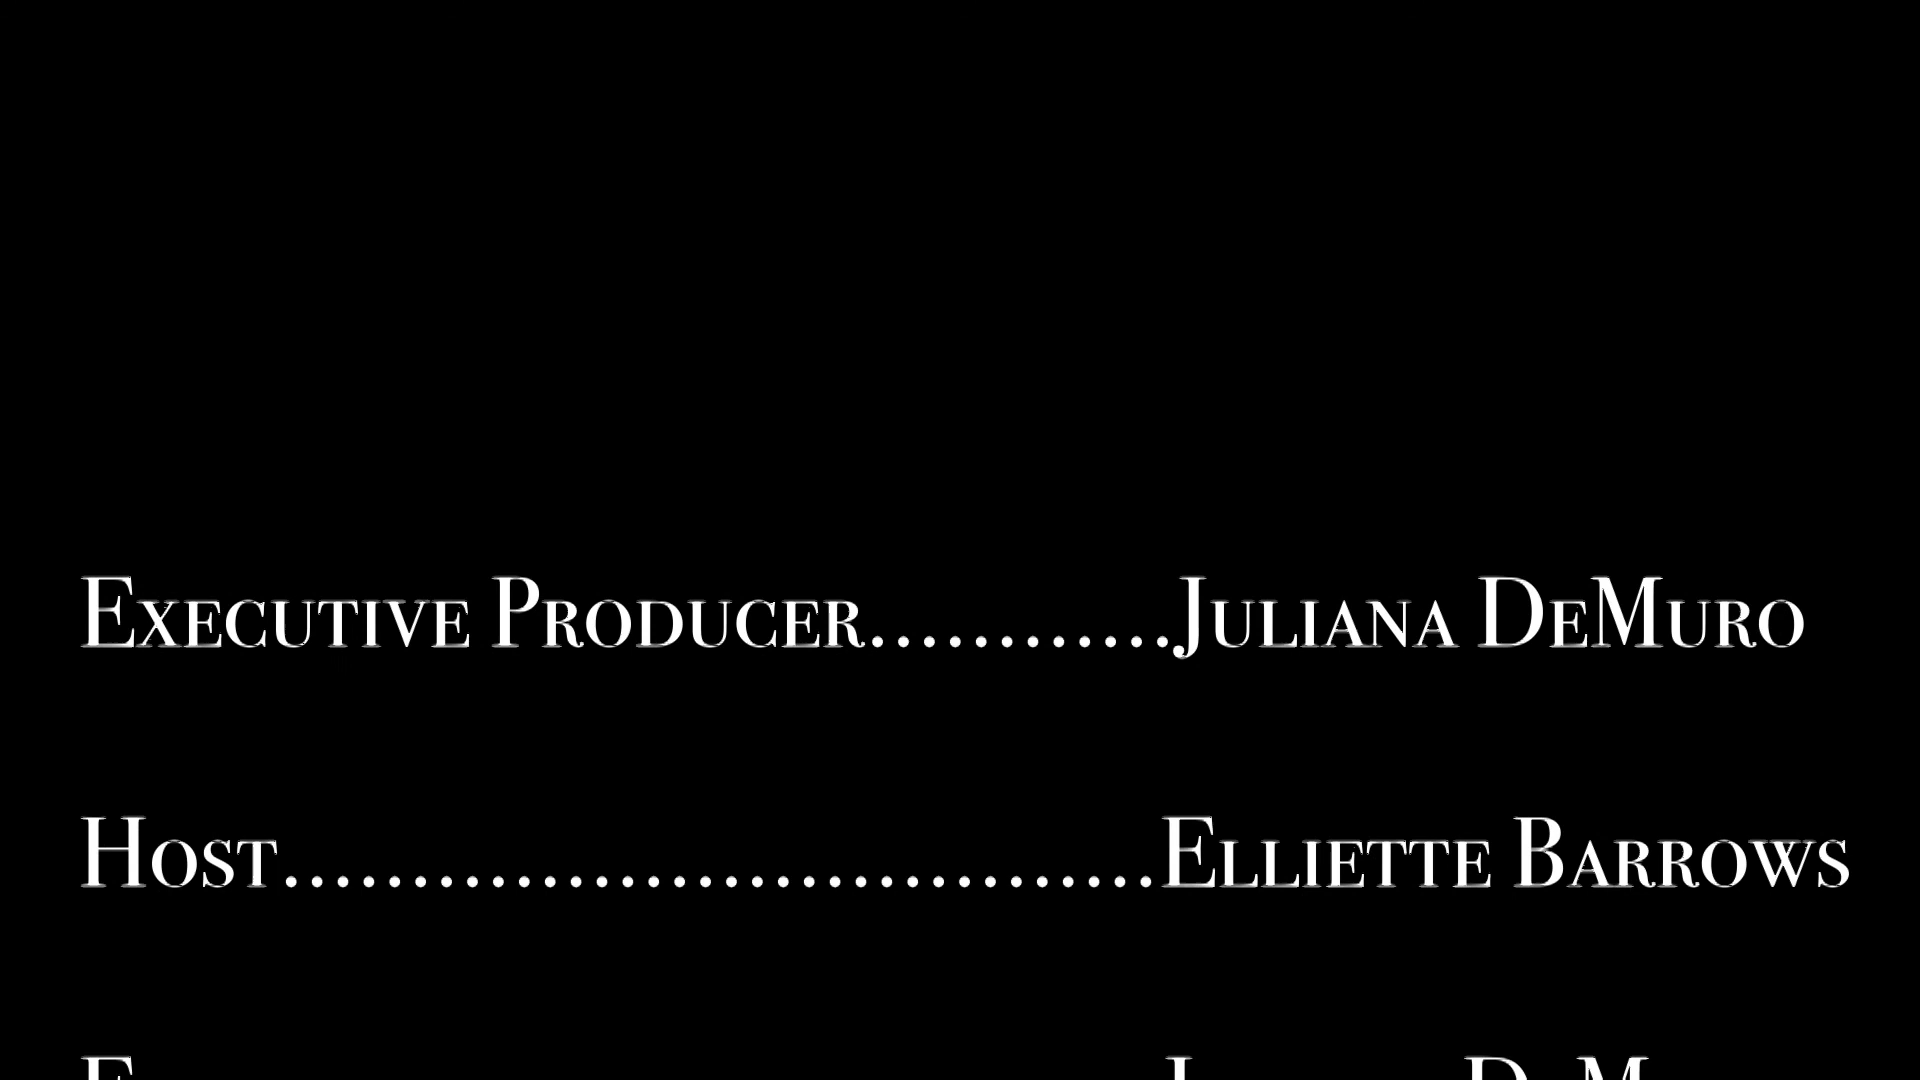 Executive Producer............Juliana DeMuro
Host..................................Elliette Barrows